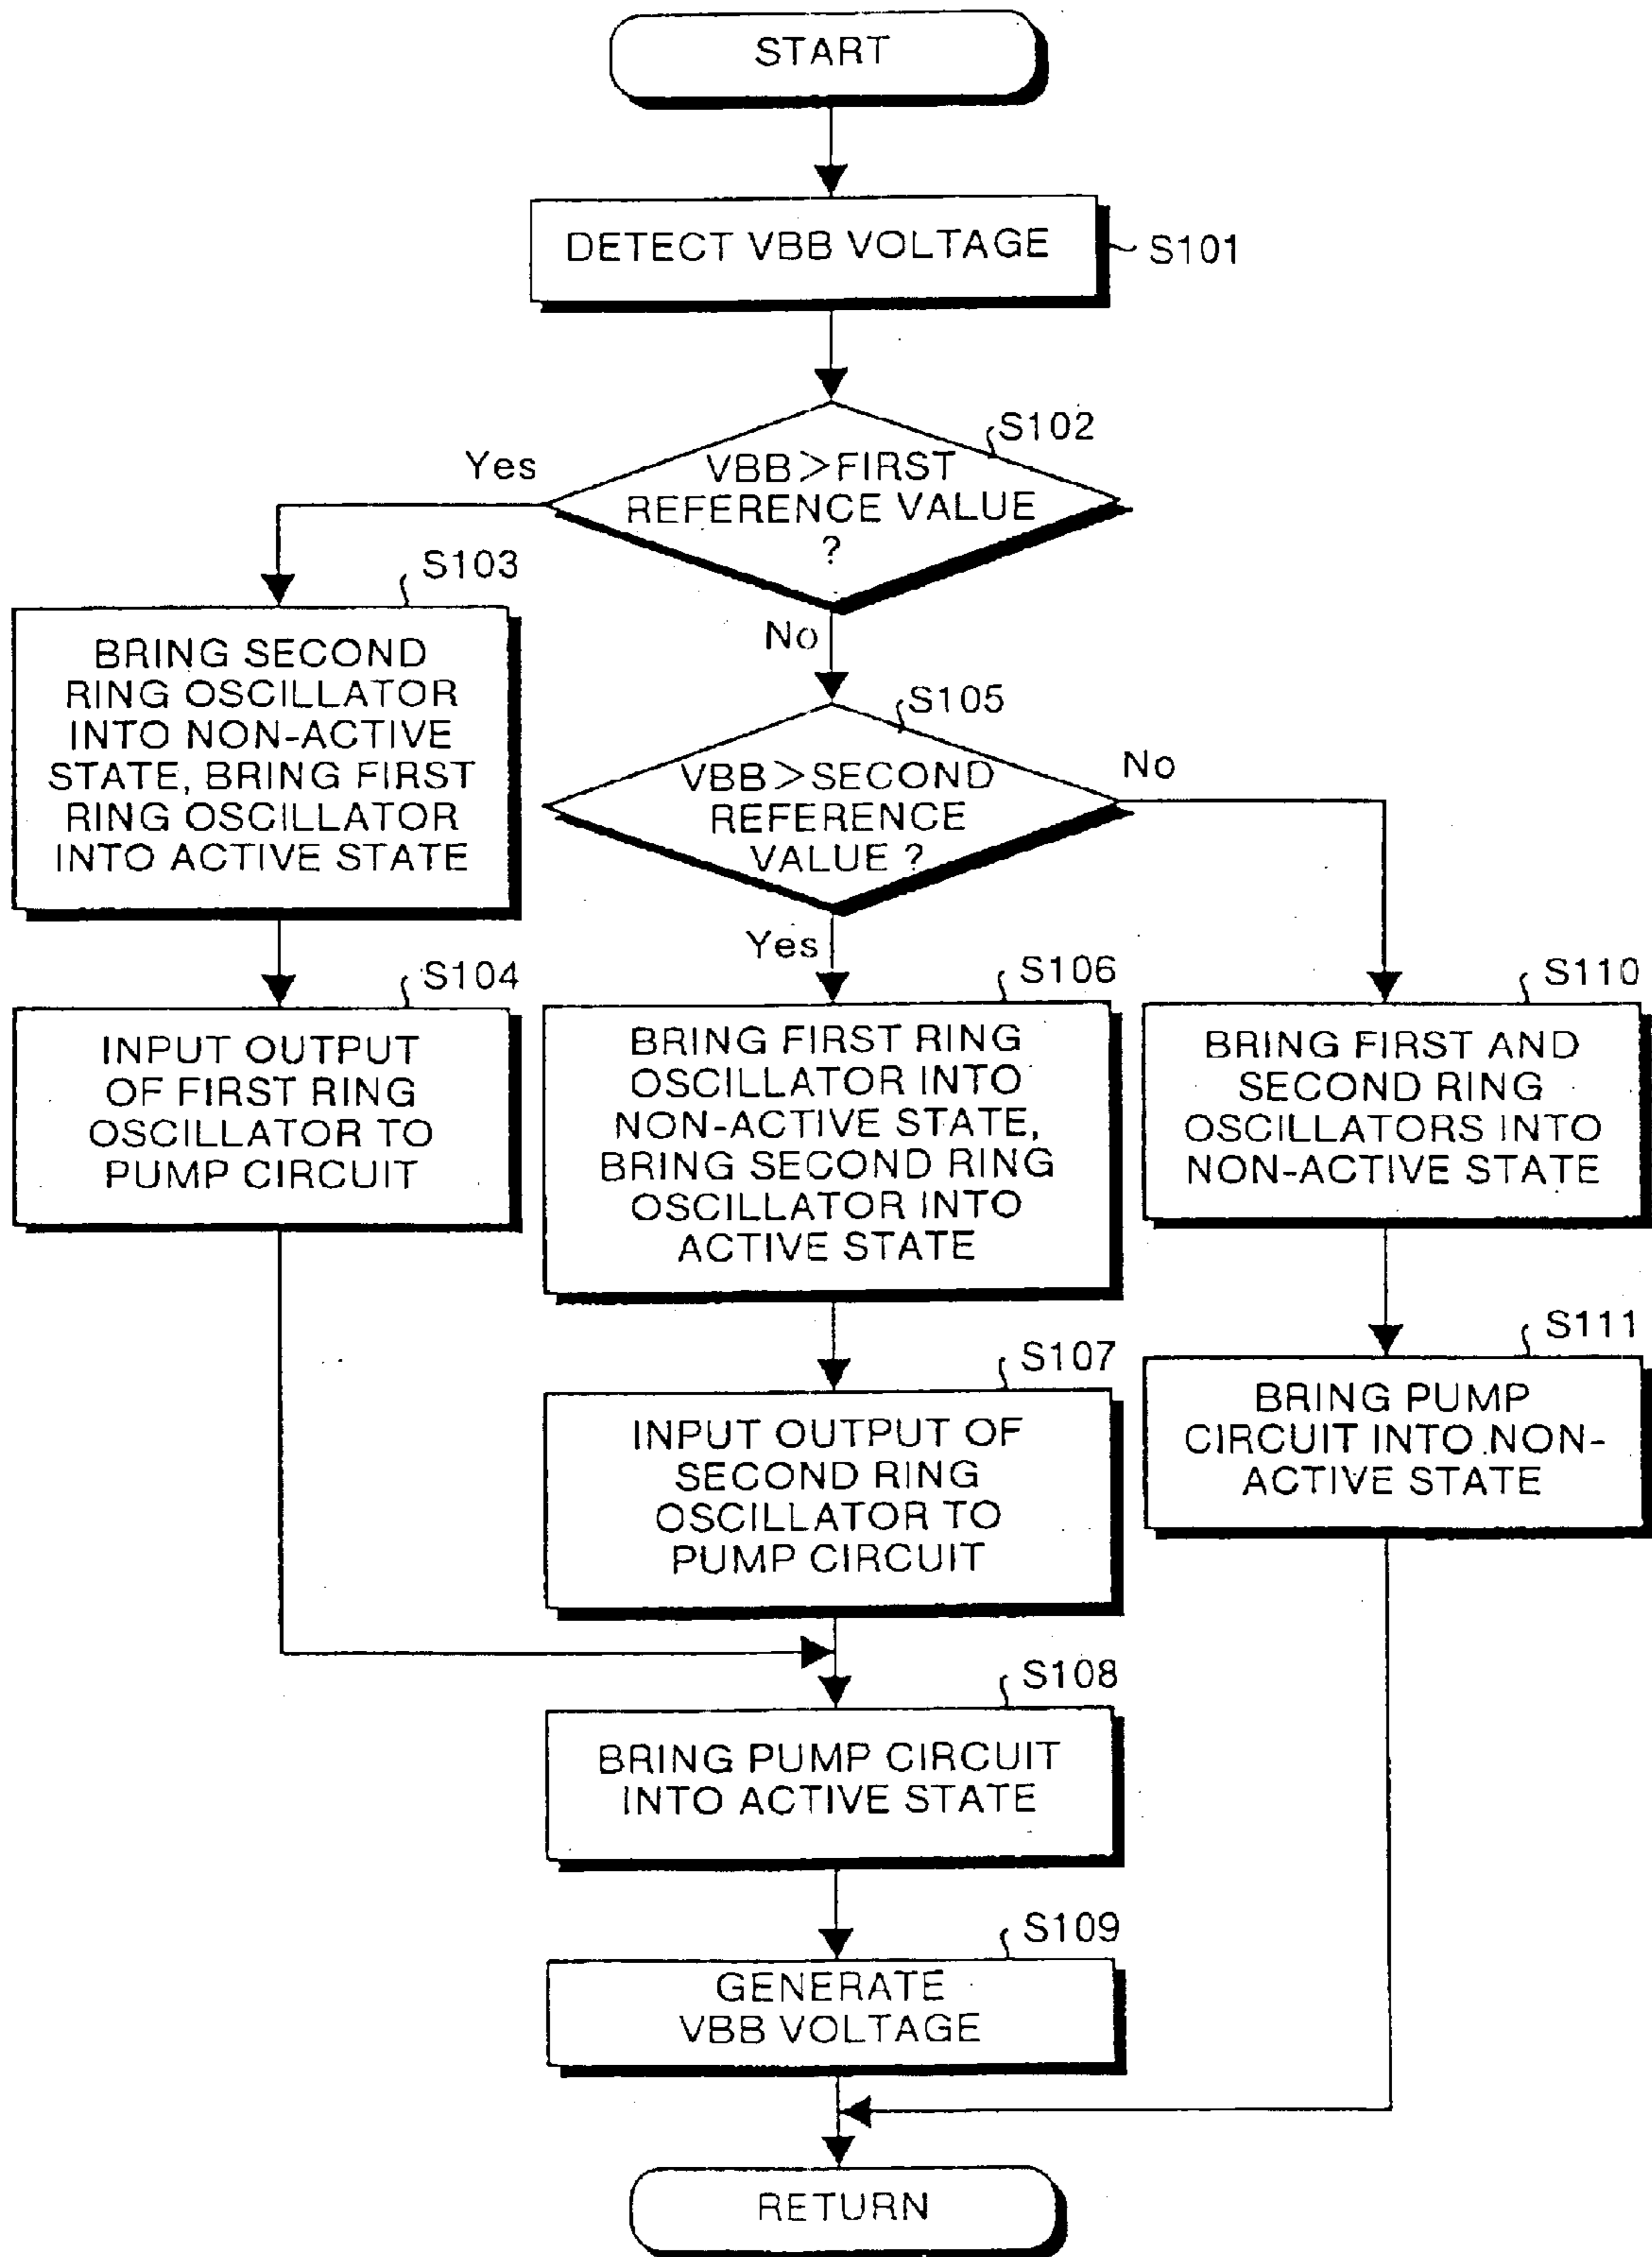 START
DETECT VBB VOLTAGE
S101
S102
Yes
VBB>FIRST
REFERENCE VALUE
?
No
S103
BRING SECOND
RING OSCILLATOR
INTO NON-ACTIVE
STATE, BRING FIRST
RING OSCILLATOR
INTO ACTIVE STATE
S105
VBB>SECOND
REFERENCE
VALUE ?
No
Yes
S104
INPUT OUTPUT
OF FIRST RING
OSCILLATOR TO
PUMP CIRCUIT
S106
BRING FIRST RING
OSCILLATOR INTO
NON-ACTIVE STATE,
BRING SECOND RING
OSCILLATOR INTO
ACTIVE STATE
S110
BRING FIRST AND
SECOND RING
OSCILLATORS INTO
NON-ACTIVE STATE
S107
INPUT OUTPUT OF
SECOND RING
OSCILLATOR TO
PUMP CIRCUIT
S111
BRING PUMP
CIRCUIT INTO NON-
ACTIVE STATE
S108
BRING PUMP CIRCUIT
INTO ACTIVE STATE
S109
GENERATE
VBB VOLTAGE
RETURN